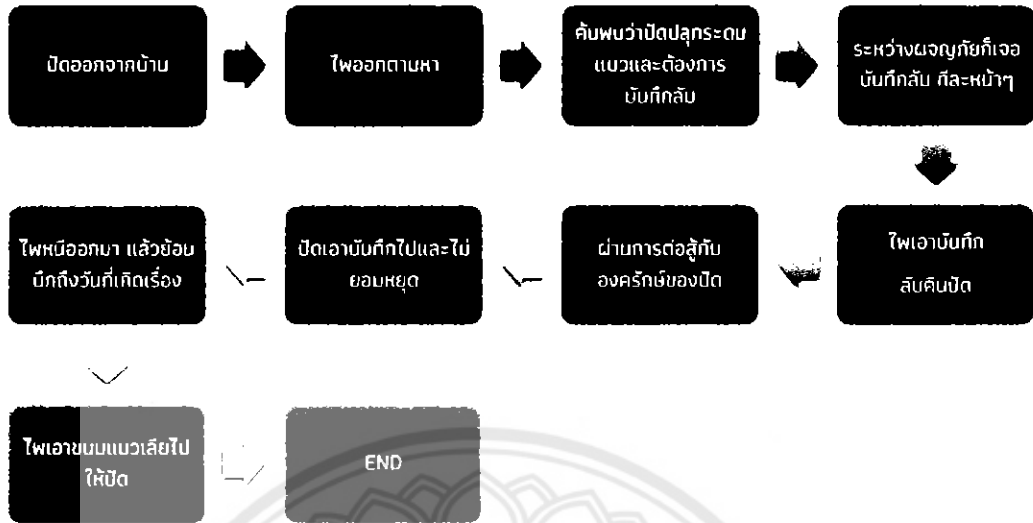 ปัดออกจากบ้าน
ไพออกตามหา
ค้นพบว่าปัดปลุกระดม
แมวและต้องการ
บันทึกลับ
ระหว่างผจญภัยก็เจอ
บันทึกลับ ทีละหน้าๆ
ไพเอาบันทึก
ลับคืนปัด
ผ่านการต่อสู้กับ
องครักษ์ของปัด
ปัดเอาบันทึกไปและไม่
ยอมหยุด
ไพหนีออกมา แล้วย้อน
นึกถึงวันที่เกิดเรื่อง
ไพเอาขนมแมวเลียไป
ให้ปัด
END